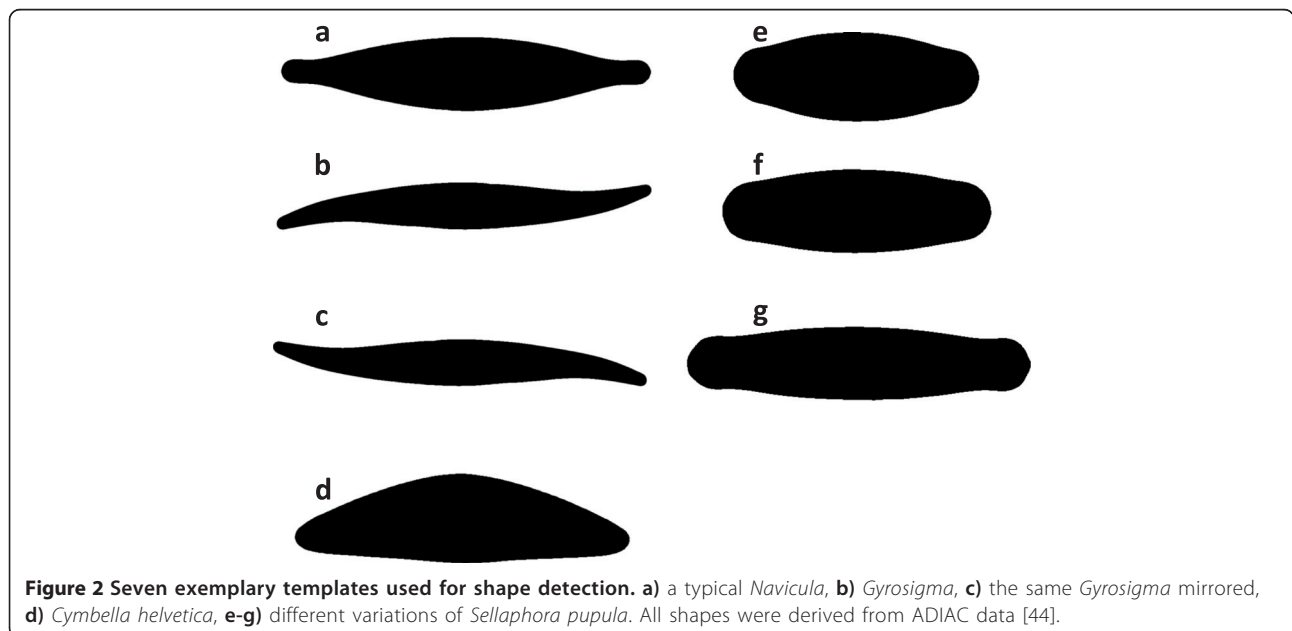 a
e
b
f
c
g
d
Figure 2 Seven exemplary templates used for shape detection. a) a typical Navicula, b) Gyrosigma, c) the same Gyrosigma mirrored,
d) Cymbella helvetica, e-g) different variations of Sellaphora pupula. All shapes were derived from ADIAC data [44].